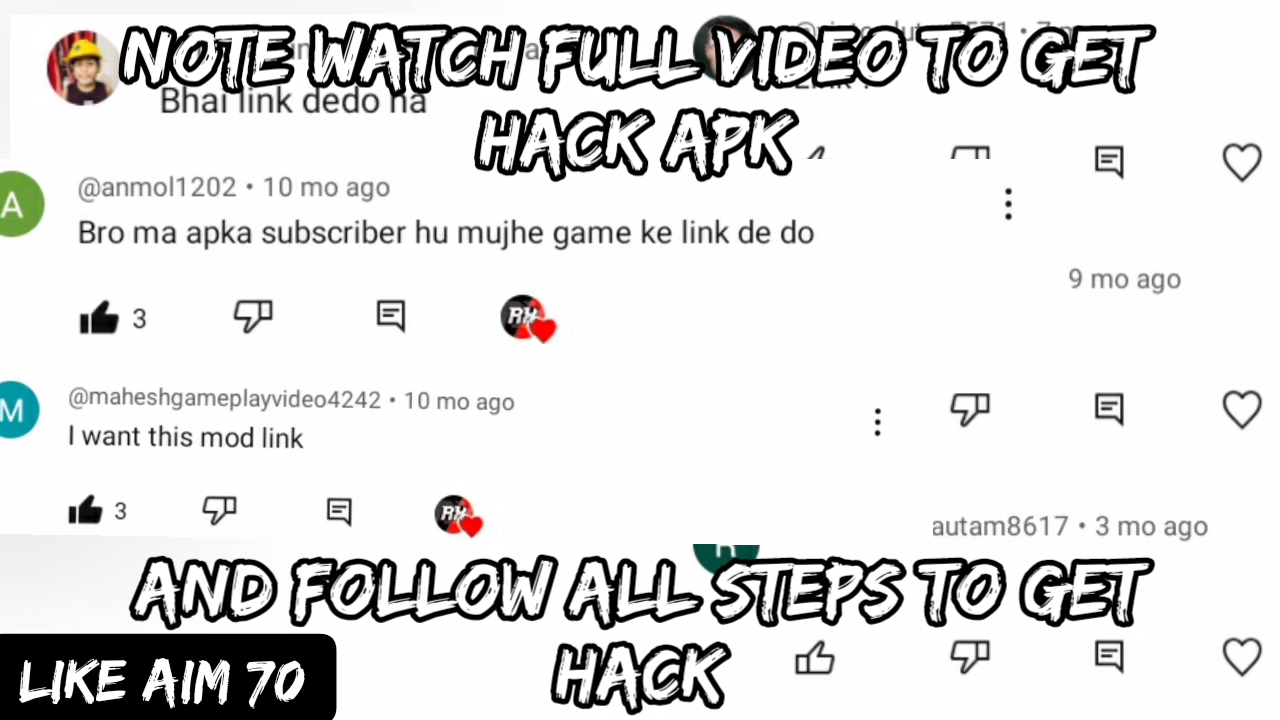 NOTE WATCH FULL VIDEO TO GET
HACK APK
Bhai link dedo na
@anmol1202 • 10 mo ago
Bro ma apka subscriber hu mujhe game ke link de do
9 mo ago
3
@maheshgameplayvideo4242 • 10 mo ago
I want this mod link
3
autam8617 • 3 mo ago
AND FOLLOW ALL STEPS TO GET
HACK
LIKE AIM 70
A
M